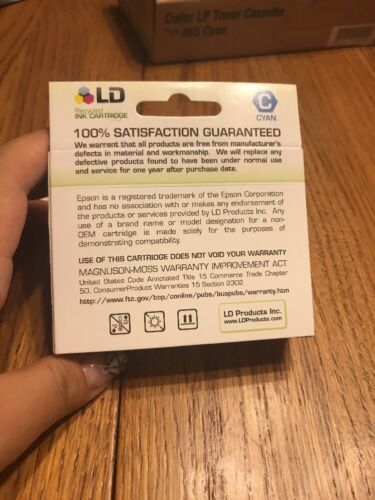 Color LP Toner Cassette
Type 185 Cyan
LD
Recycled
INK CARTRIDGE
C
CYAN
100% SATISFACTION GUARANTEED
We warrant that all products are free from manufacturer's
defects in material and workmanship. We will replace any
defective products found to have been under normal use
and service for one year after purchase date.
Epson is a registered trademark of the Epson Corporation
and has no association with or makes any endorsement of
the products or services provided by LD Products Inc. Any
use of a brand name or model designation for a non-
OEM cartridge is made solely for the purposes of
demonstrating compatibility.
USE OF THIS CARTRIDGE DOES NOT VOID YOUR WARRANTY
MAGNUSON-MOSS WARRANTY IMPROVEMENT ACT
United States Code Annotated Title 15 Commerce Trade Chapter
50, ConsumerProduct Warranties 15 Section 2302
http://www.ftc.gov/bcp/conline/pubs/buspubs/warranty.htm
LD Products Inc.
www.LDProducts.com